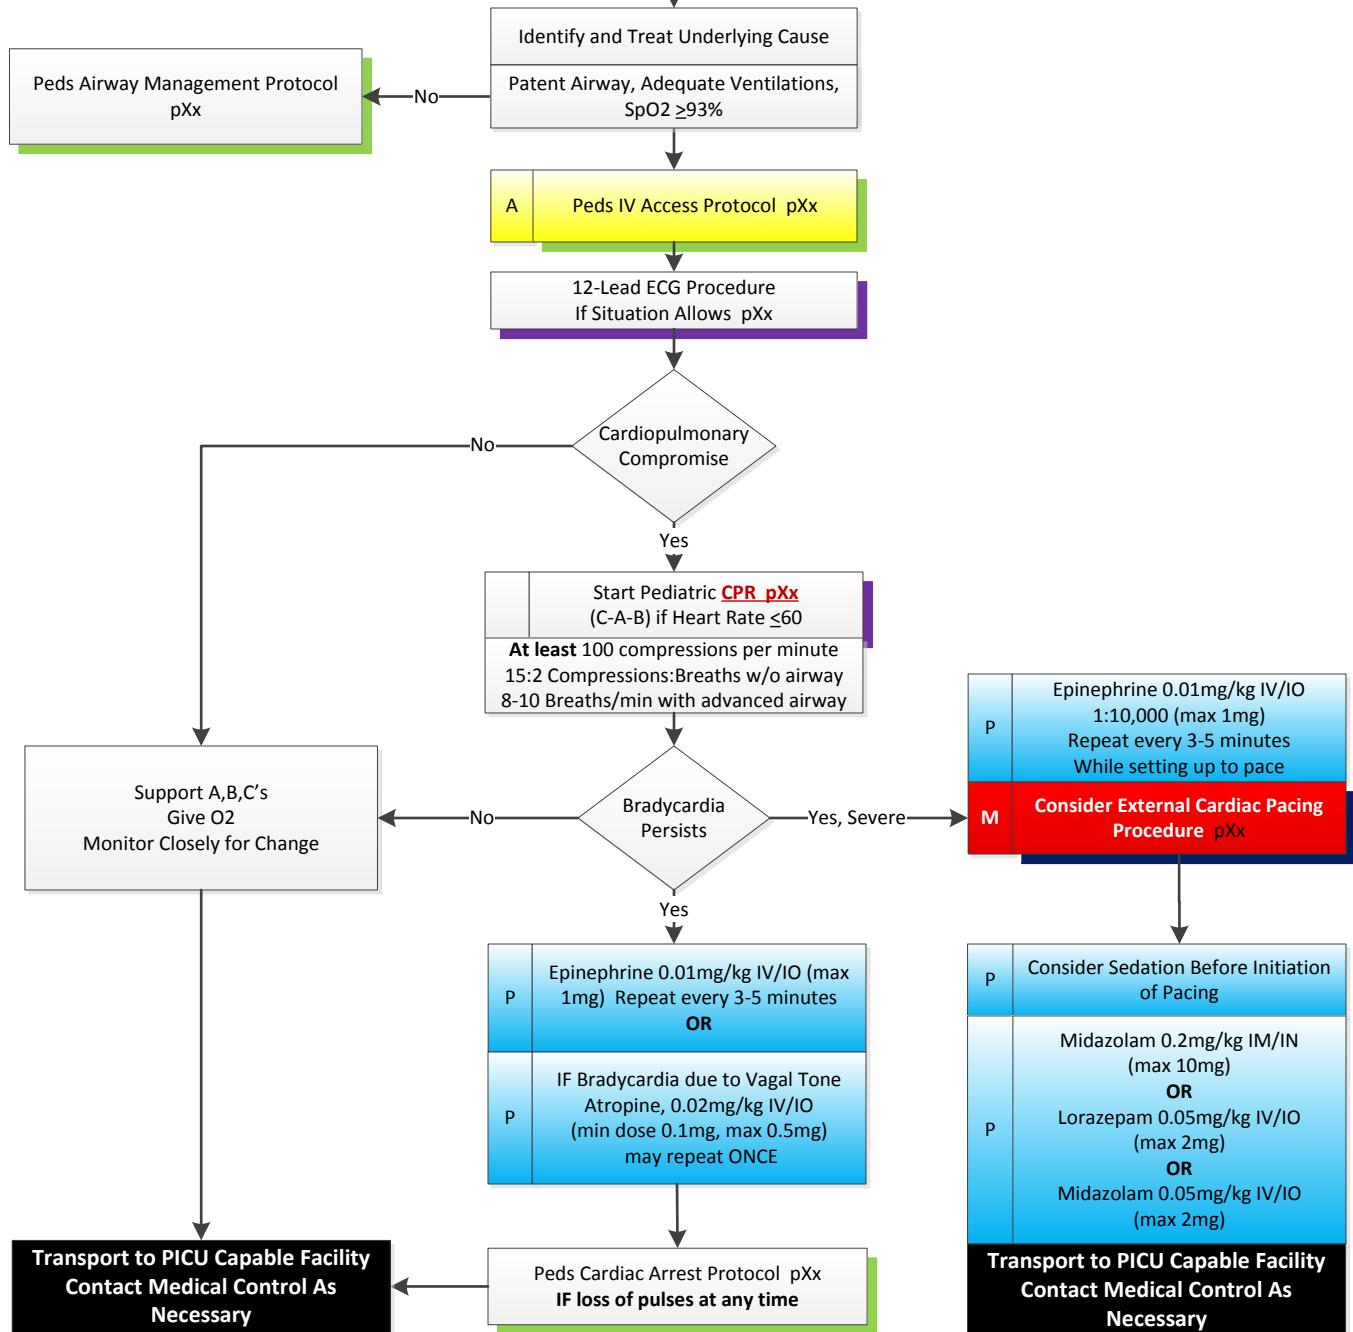 Identify and Treat Underlying Cause
Patent Airway, Adequate Ventilations,
SpO2 ≥93%
No
Peds Airway Management Protocol
pXx
A
Peds IV Access Protocol pXx
12-Lead ECG Procedure
If Situation Allows pXx
Cardiopulmonary
Compromise
No
Yes
Start Pediatric CPR pXx
(C-A-B) if Heart Rate ≤60
At least 100 compressions per minute
15:2 Compressions:Breaths w/o airway
8-10 Breaths/min with advanced airway
Bradycardia
Persists
No
Support A,B,C's
Give O2
Monitor Closely for Change
Yes, Severe
P
Epinephrine 0.01mg/kg IV/IO
1:10,000 (max 1mg)
Repeat every 3-5 minutes
While setting up to pace
M
Consider External Cardiac Pacing
Procedure pXx
Yes
P
Epinephrine 0.01mg/kg IV/IO (max
1mg) Repeat every 3-5 minutes
OR
P
IF Bradycardia due to Vagal Tone
Atropine, 0.02mg/kg IV/IO
(min dose 0.1mg, max 0.5mg)
may repeat ONCE
P
Consider Sedation Before Initiation
of Pacing
P
Midazolam 0.2mg/kg IM/IN
(max 10mg)
OR
Lorazepam 0.05mg/kg IV/IO
(max 2mg)
OR
Midazolam 0.05mg/kg IV/IO
(max 2mg)
Transport to PICU Capable Facility
Contact Medical Control As
Necessary
Peds Cardiac Arrest Protocol pXx
IF loss of pulses at any time
Transport to PICU Capable Facility
Contact Medical Control As
Necessary